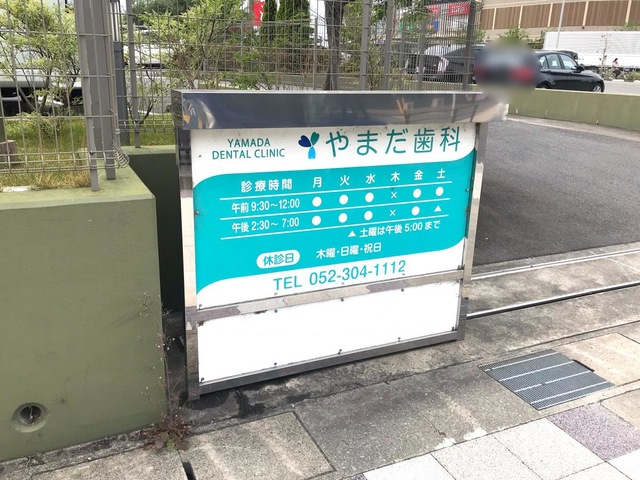 YAMADA
DENTAL CLINIC
やまだ歯科
診療時間 月 火 水 木 金 土
午前 9:30～12:00 ● ● ● × ● ●
午後 2:30～7:00 ● ● ● × ● ▲
▲ 土曜は午後 5:00 まで
休診日 木曜・日曜・祝日
TEL 052-304-1112